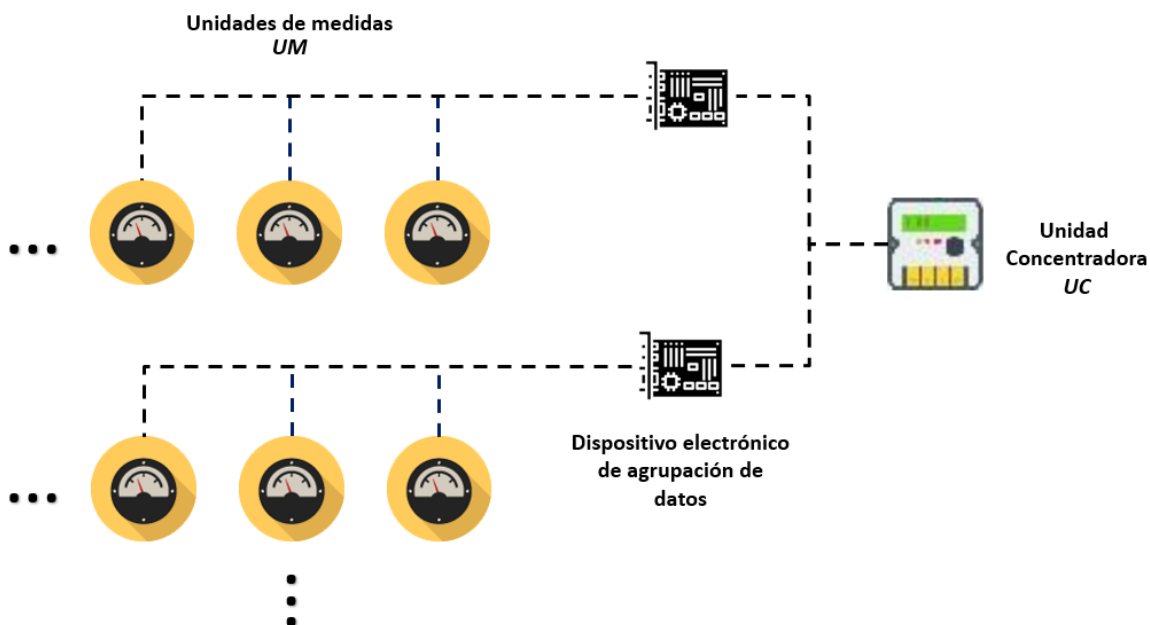 Unidades de medidas
UM
Unidad
Concentradora
UC
Dispositivo electrónico
de agrupación de
datos